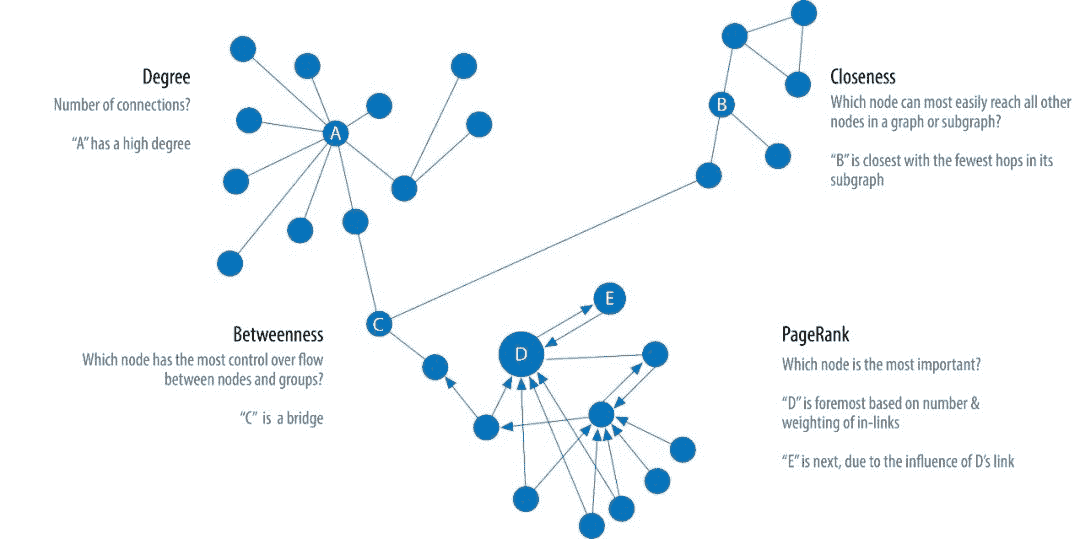 Degree
Number of connections?
“A” has a high degree
A
B
Closeness
Which node can most easily reach all other
nodes in a graph or subgraph?
“B” is closest with the fewest hops in its
subgraph
Betweenness
Which node has the most control over flow
between nodes and groups?
“C” is a bridge
C
E
D
PageRank
Which node is the most important?
“D” is foremost based on number &
weighting of in-links
“E” is next, due to the influence of D’s link